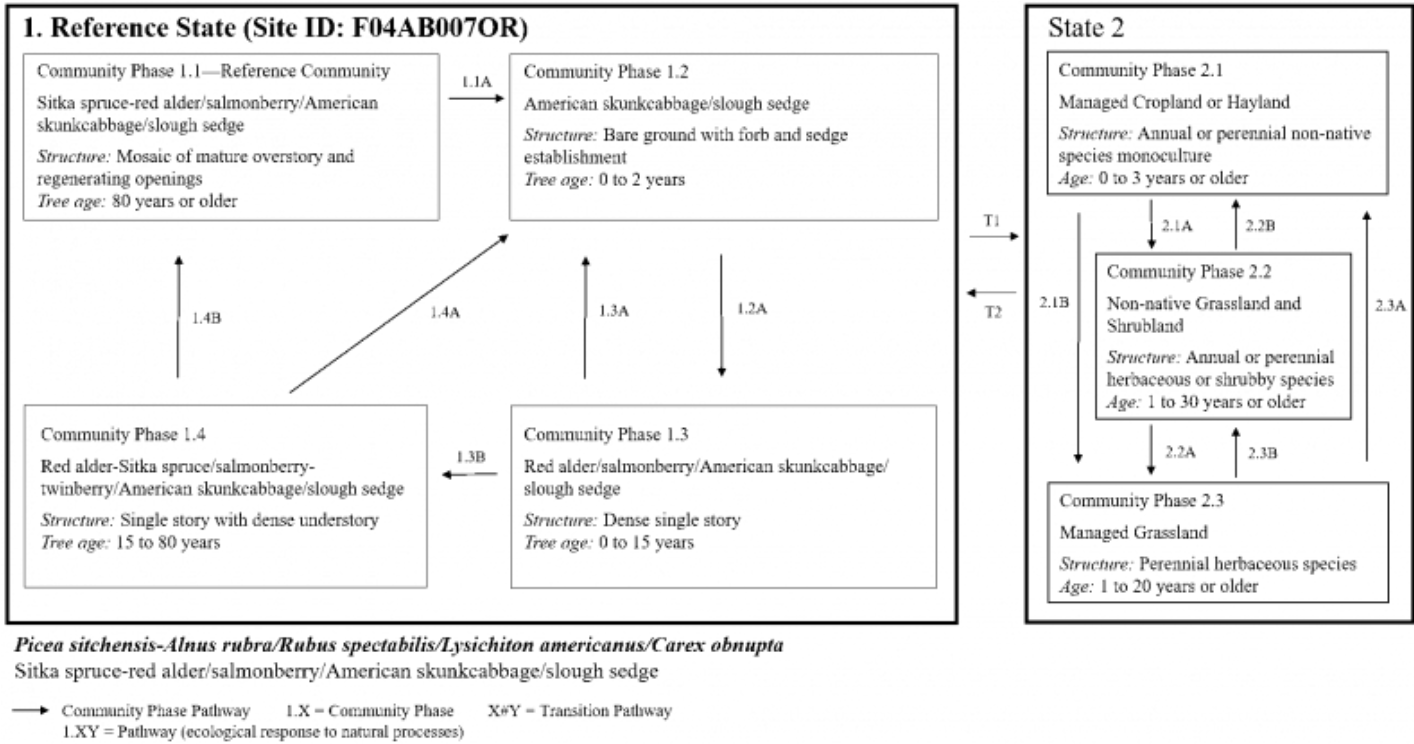 1. Reference State (Site ID: F04AB007OR)
Community Phase 1.1—Reference Community
Sitka spruce-red alder/salmonberry/American
skunkcabbage/slough sedge
Structure: Mosaic of mature overstory and
regenerating openings
Tree age: 80 years or older
1.1A
Community Phase 1.2
American skunkcabbage/slough sedge
Structure: Bare ground with forb and sedge
establishment
Tree age: 0 to 2 years
1.4B
1.4A
1.3A
1.2A
Community Phase 1.4
Red alder-Sitka spruce/salmonberry-
twinberry/American skunkcabbage/slough sedge
Structure: Single story with dense understory
Tree age: 15 to 80 years
1.3B
Community Phase 1.3
Red alder/salmonberry/American skunkcabbage/
slough sedge
Structure: Dense single story
Tree age: 0 to 15 years
T1
T2
State 2
Community Phase 2.1
Managed Cropland or Hayland
Structure: Annual or perennial non-native
species monoculture
Age: 0 to 3 years or older
2.1A
2.2B
2.1B
2.3A
Community Phase 2.2
Non-native Grassland and
Shrubland
Structure: Annual or perennial
herbaceous or shrubby species
Age: 1 to 30 years or older
2.2A
2.3B
Community Phase 2.3
Managed Grassland
Structure: Perennial herbaceous species
Age: 1 to 20 years or older
Picea sitchensis-Alnus rubra/Rubus spectabilis/Lysichiton americanus/Carex obnupta
Sitka spruce-red alder/salmonberry/American skunkcabbage/slough sedge
Community Phase Pathway 1.X = Community Phase X#Y = Transition Pathway
1.XY = Pathway (ecological response to natural processes)